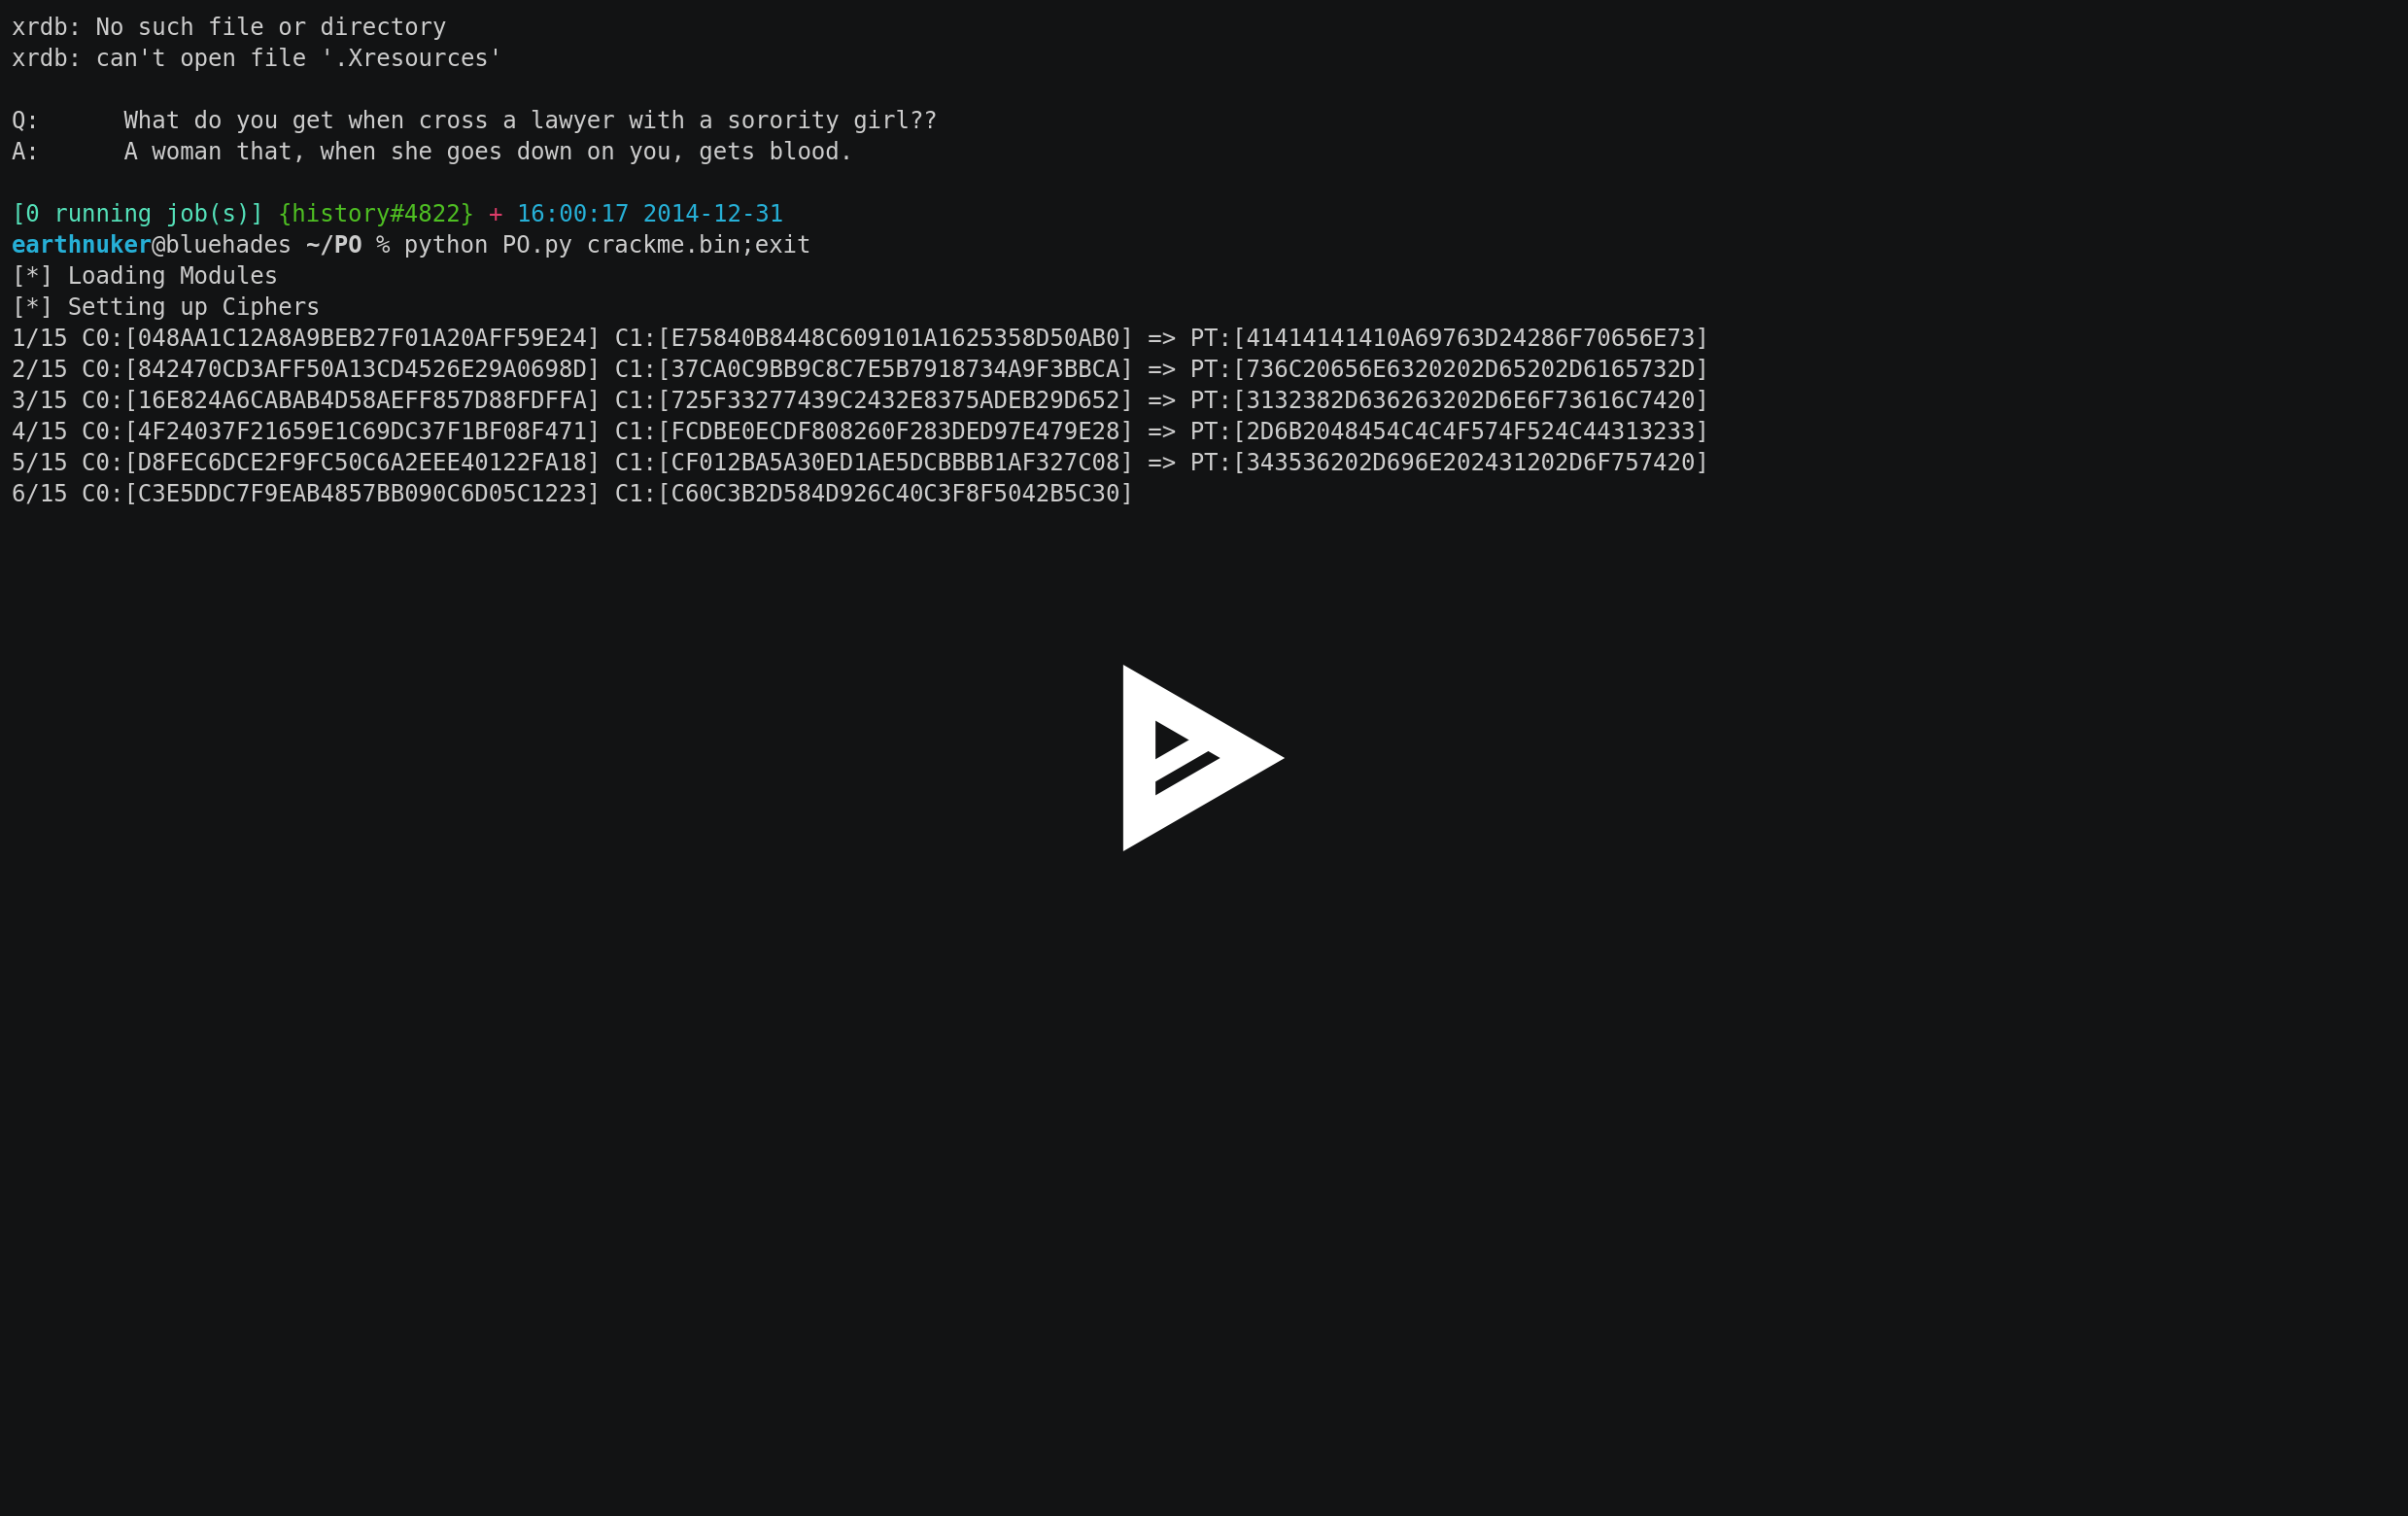 xrdb: No such file or directory
xrdb: can't open file '.Xresources'
Q:      What do you get when cross a lawyer with a sorority girl??
A:      A woman that, when she goes down on you, gets blood.
[0 running job(s)] {history#4822} + 16:00:17 2014-12-31
earthnuker@bluehades ~/PO % python PO.py crackme.bin;exit
[*] Loading Modules
[*] Setting up Ciphers
1/15 C0:[048AA1C12A8A9BEB27F01A20AFF59E24] C1:[E75840B8448C609101A1625358D50AB0] => PT:[41414141410A69763D24286F70656E73]
2/15 C0:[842470CD3AFF50A13CD4526E29A0698D] C1:[37CA0C9BB9C8C7E5B7918734A9F3BBCA] => PT:[736C20656E6320202D65202D6165732D]
3/15 C0:[16E824A6CABAB4D58AEFF857D88FDFFA] C1:[725F33277439C2432E8375ADEB29D652] => PT:[3132382D636263202D6E6F73616C7420]
4/15 C0:[4F24037F21659E1C69DC37F1BF08F471] C1:[FCDBE0ECDF808260F283DED97E479E28] => PT:[2D6B2048454C4C4F574F524C44313233]
5/15 C0:[D8FEC6DCE2F9FC50C6A2EEE40122FA18] C1:[CF012BA5A30ED1AE5DCBBBB1AF327C08] => PT:[343536202D696E202431202D6F757420]
6/15 C0:[C3E5DDC7F9EAB4857BB090C6D05C1223] C1:[C60C3B2D584D926C40C3F8F5042B5C30]